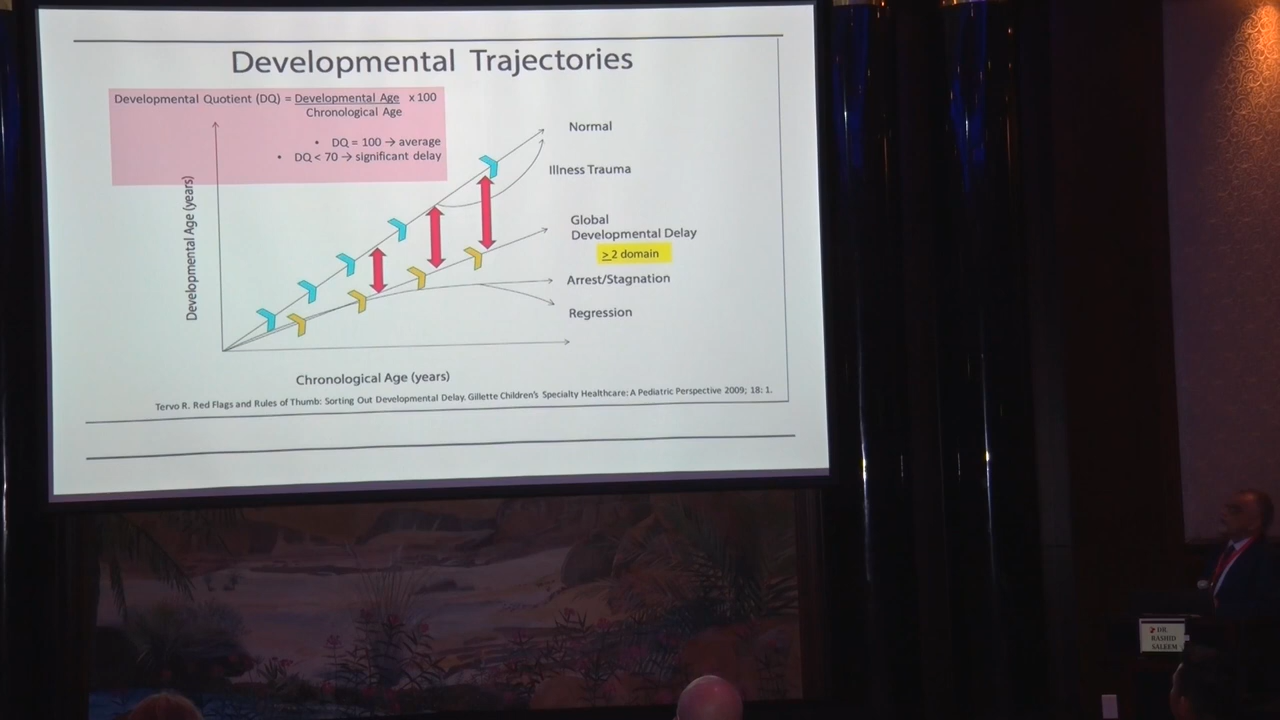 Developmental Trajectories
Developmental Quotient (DQ) = Developmental Age x 100
Chronological Age
• DQ = 100 → average
• DQ < 70 → significant delay
Developmental Age (years)
Normal
Illness Trauma
Global
Developmental Delay
≥ 2 domain
Arrest/Stagnation
Regression
Chronological Age (years)
Tervo R. Red Flags and Rules of Thumb: Sorting Out Developmental Delay. Gillette Children's Specialty Healthcare: A Pediatric Perspective 2009; 18: 1.
DR.
RASHID
SALEEM